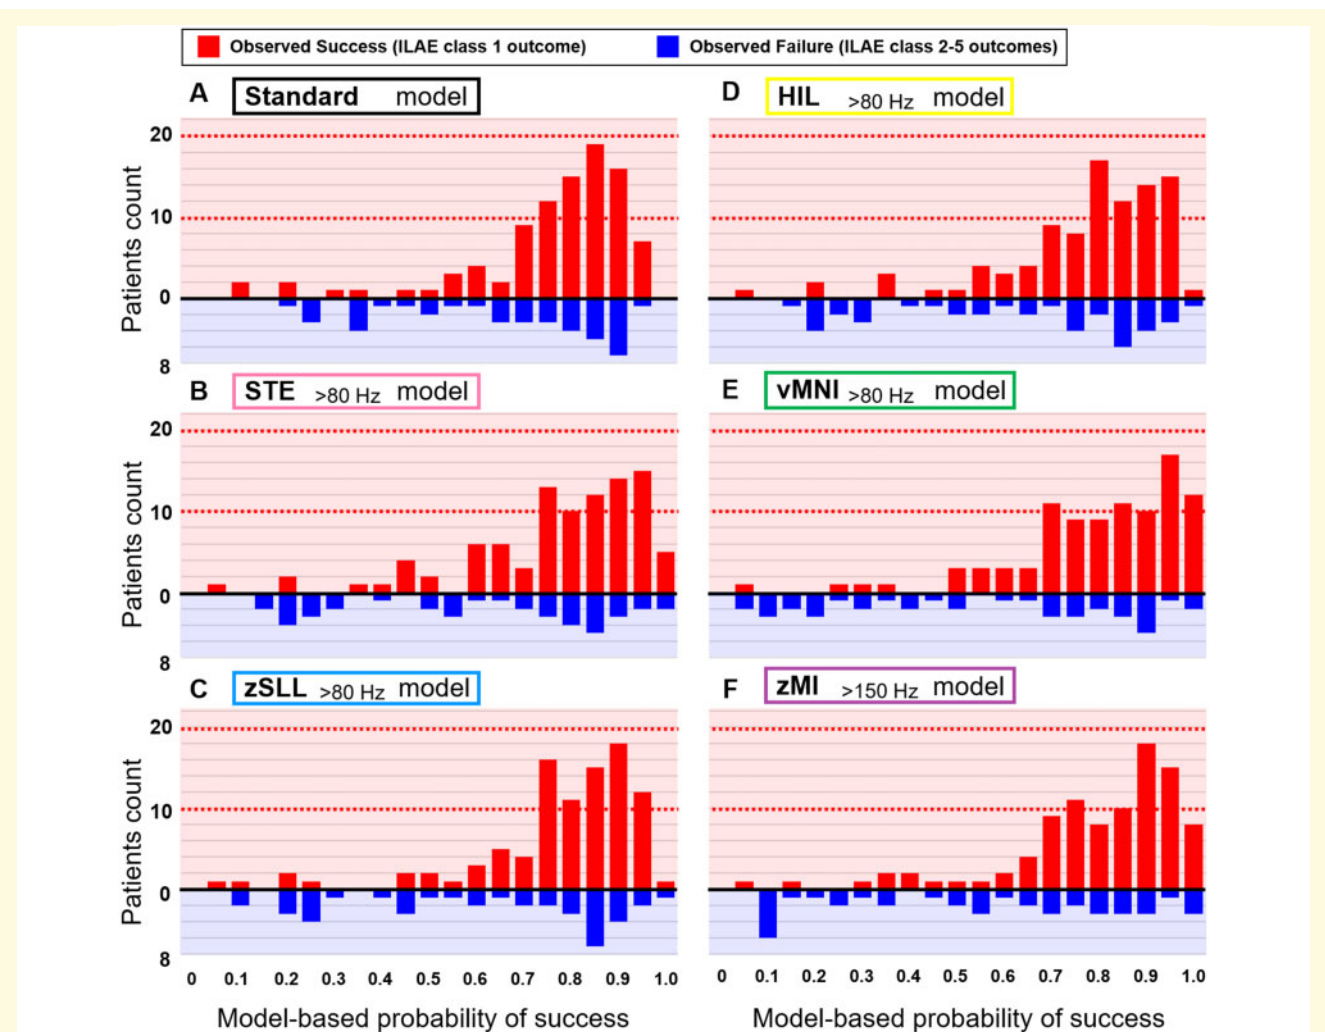 Observed Success (ILAE class 1 outcome) Observed Failure (ILAE class 2-5 outcomes)
A Standard model
20
10
0
8
Patients count
D HIL >80 Hz model
B STE >80 Hz model
20
10
0
8
Patients count
E vMNI >80 Hz model
C zSLL >80 Hz model
20
10
0
8
Patients count
F zMI >150 Hz model
0 0.1 0.2 0.3 0.4 0.5 0.6 0.7 0.8 0.9 1.0
Model-based probability of success
0 0.1 0.2 0.3 0.4 0.5 0.6 0.7 0.8 0.9 1.0
Model-based probability of success